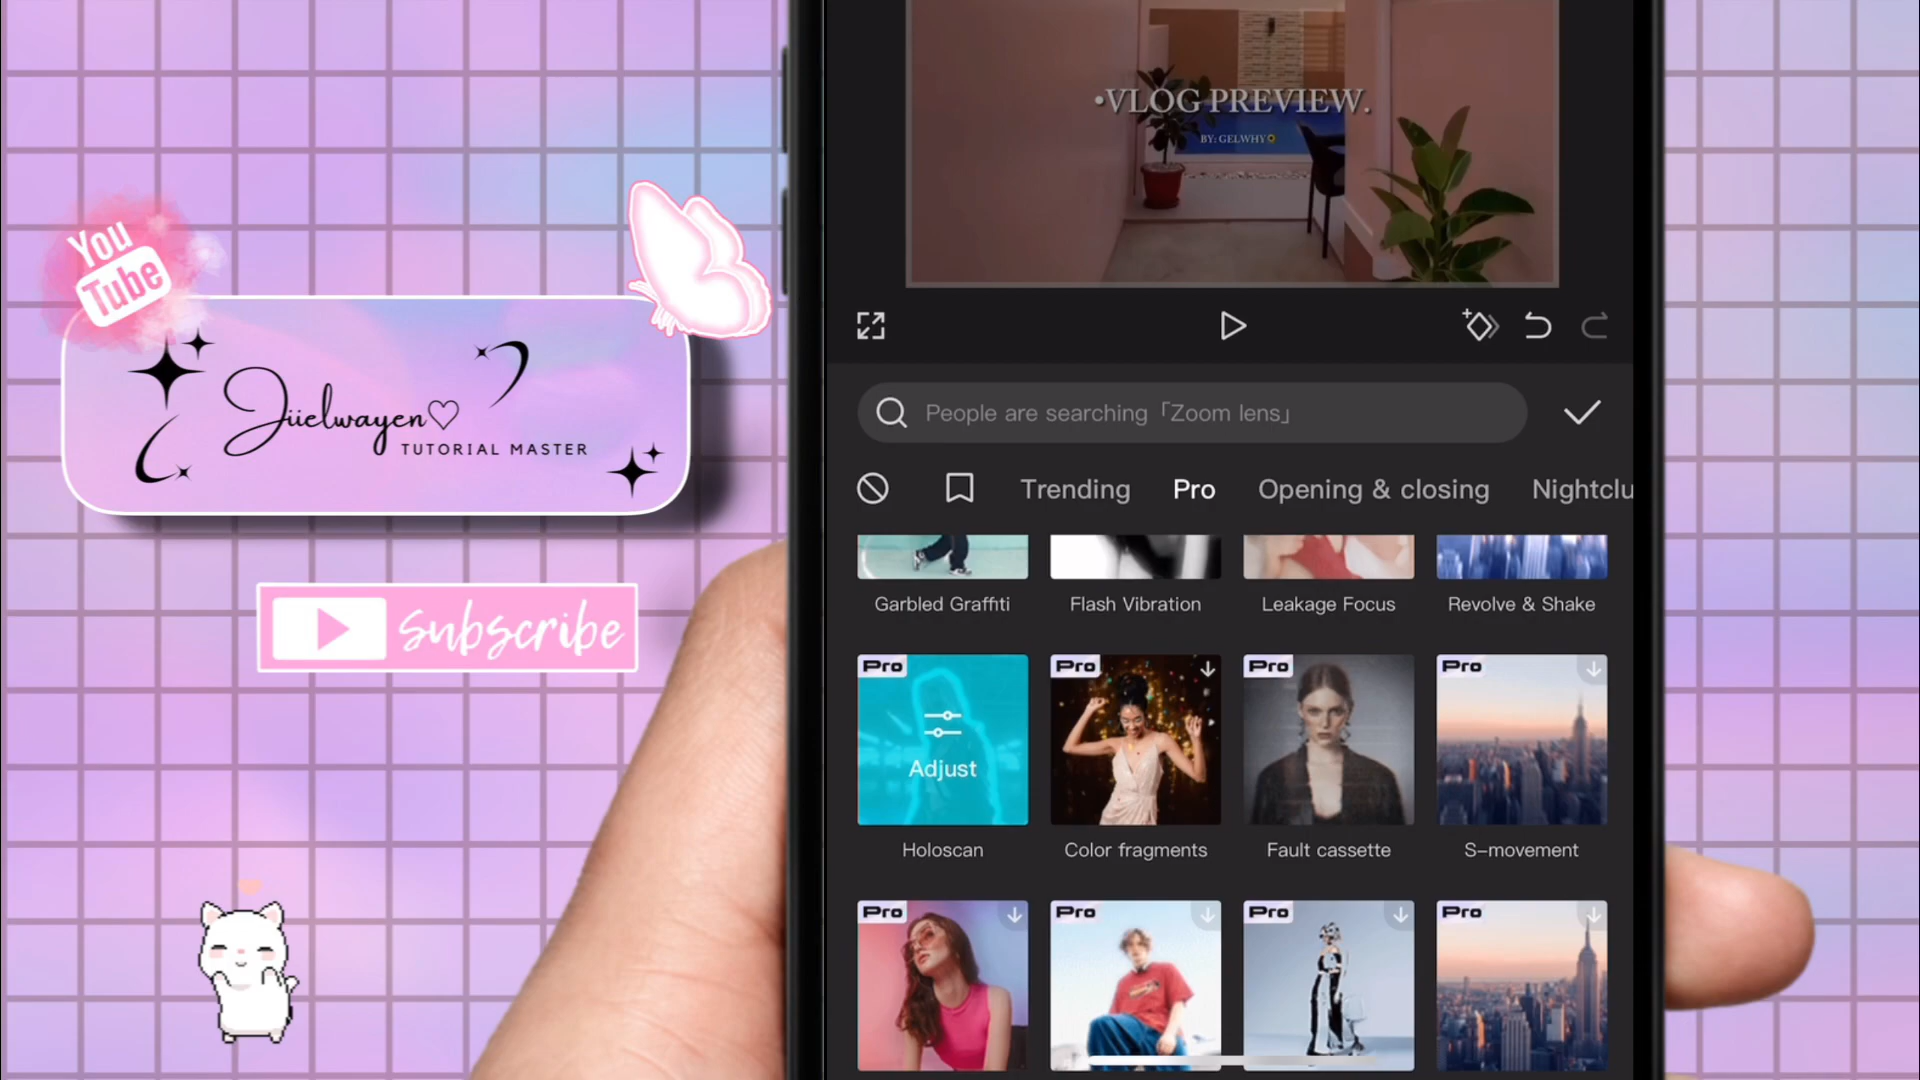 You
Tube
Jüelwayen♡
TUTORIAL MASTER
Subscribe
•VLOG PREVIEW.
BY: GELWHY🌻
People are searching「Zoom lens」
Trending Pro Opening & closing Nightclu
Garbled Graffiti Flash Vibration Leakage Focus Revolve & Shake
Pro Pro Pro Pro
Adjust
Holoscan Color fragments Fault cassette S-movement
Pro Pro Pro Pro